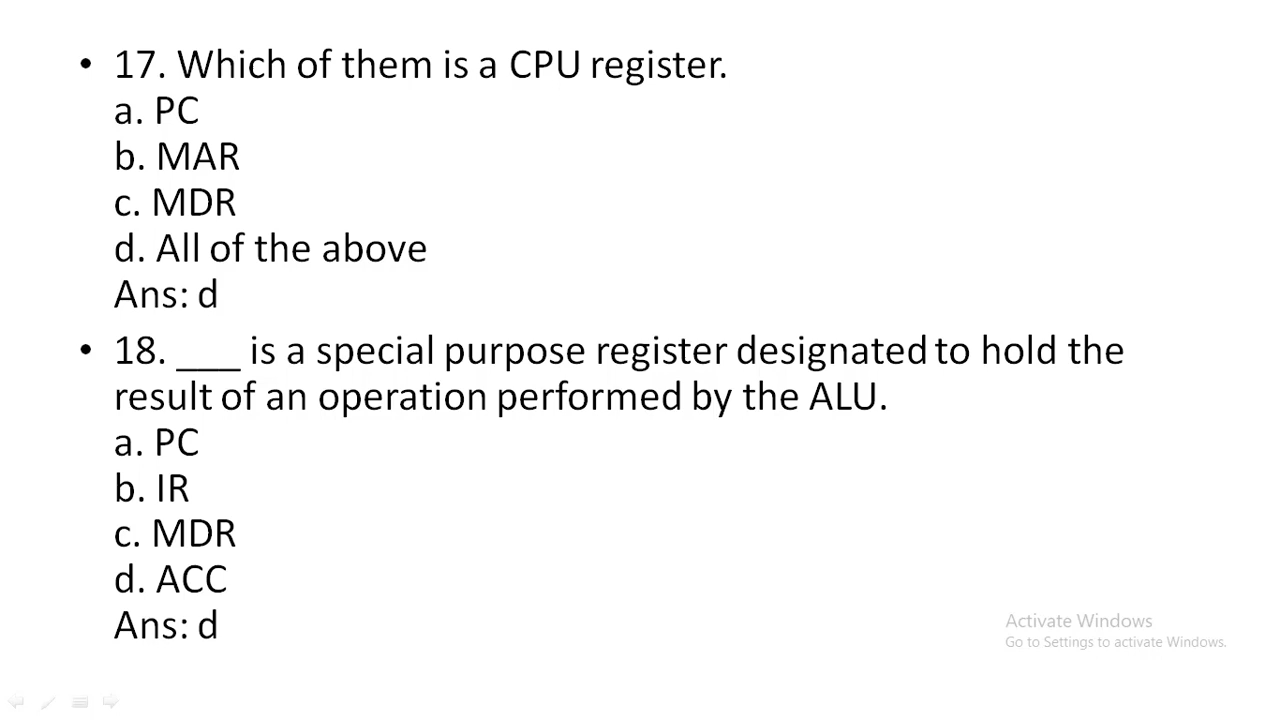 • 17. Which of them is a CPU register.
a. PC
b. MAR
c. MDR
d. All of the above
Ans: d
• 18. ___ is a special purpose register designated to hold the
result of an operation performed by the ALU.
a. PC
b. IR
c. MDR
d. ACC
Ans: d
Activate Windows
Go to Settings to activate Windows.